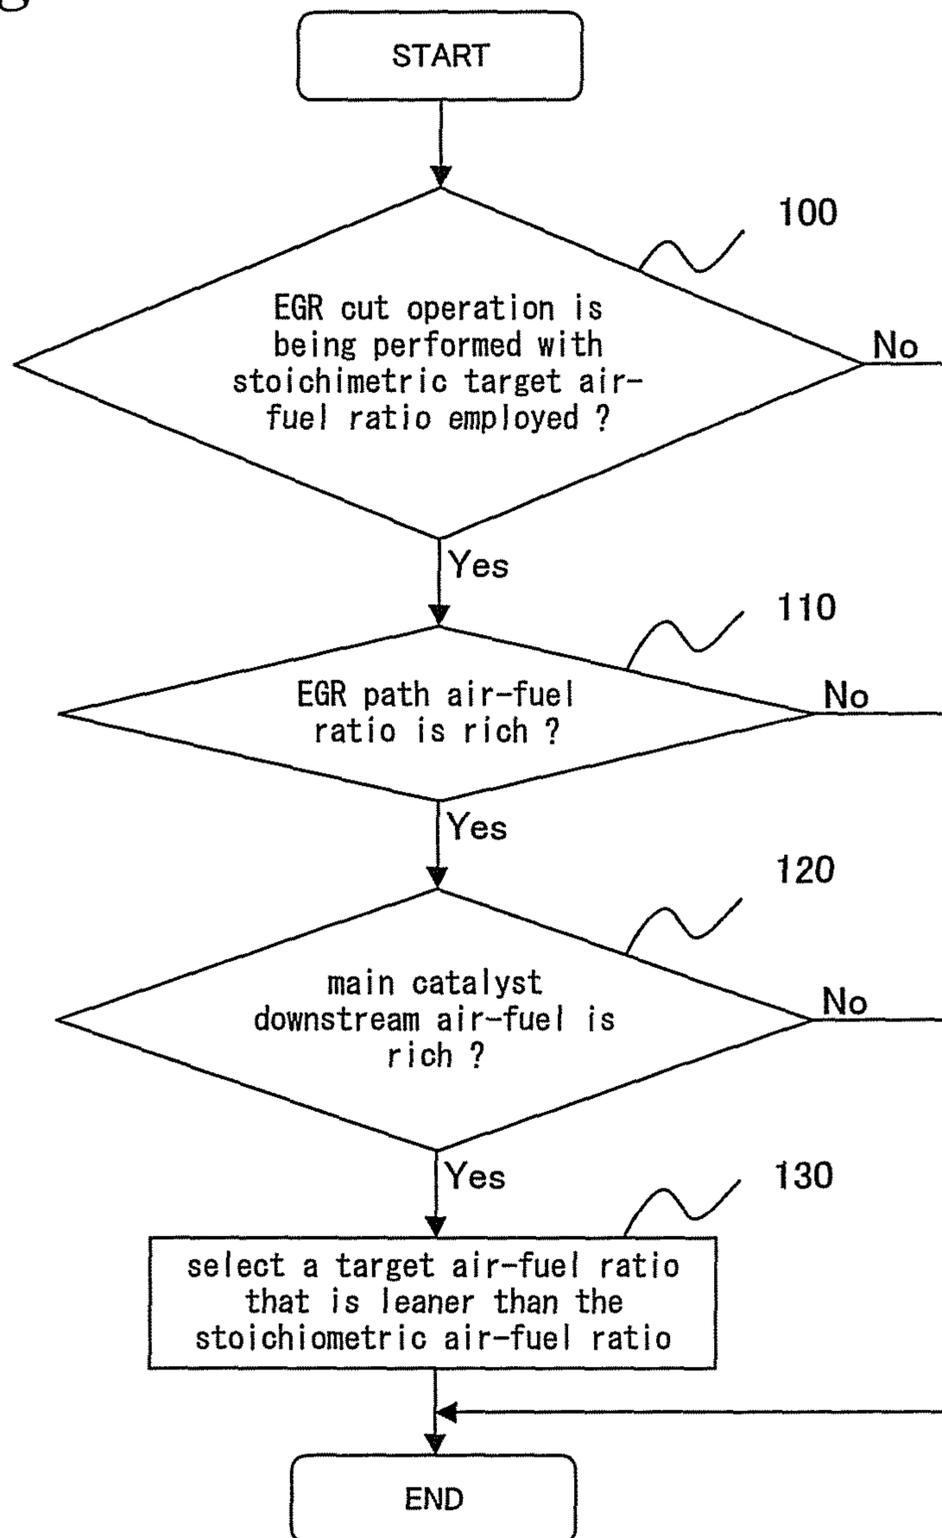 START
100
EGR cut operation is
being performed with
stoichimetric target air-
fuel ratio employed ?
No
Yes
110
EGR path air-fuel
ratio is rich ?
No
Yes
120
main catalyst
downstream air-fuel is
rich ?
No
Yes
130
select a target air-fuel ratio
that is leaner than the
stoichiometric air-fuel ratio
END